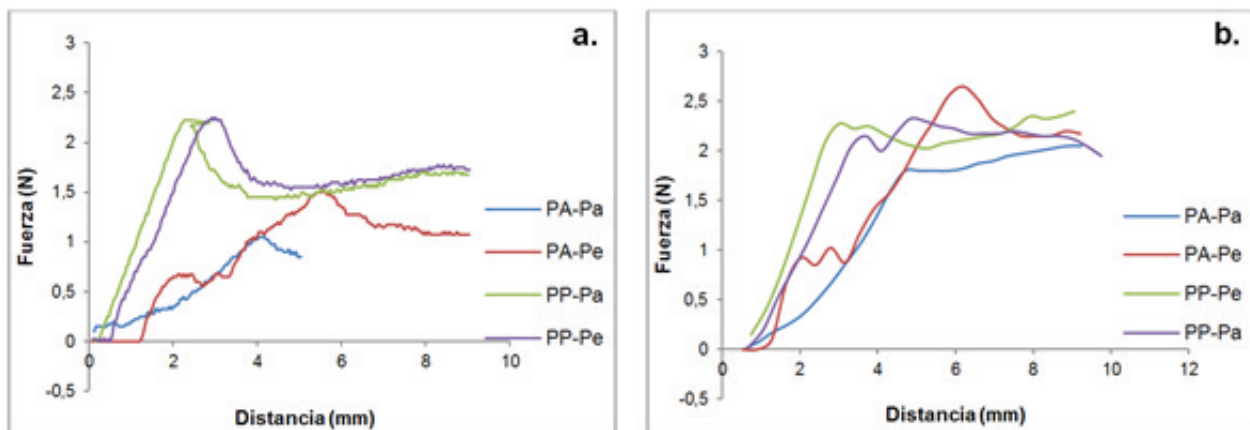 a.
3
2,5
2
1,5
1
0,5
0
-0,5
Fuerza (N)
0 2 4 6 8 10
Distancia (mm)
PA-Pa
PA-Pe
PP-Pa
PP-Pe
b.
3
2,5
2
1,5
1
0,5
0
-0,5
Fuerza (N)
0 2 4 6 8 10 12
Distancia (mm)
PA-Pa
PA-Pe
PP-Pe
PP-Pa